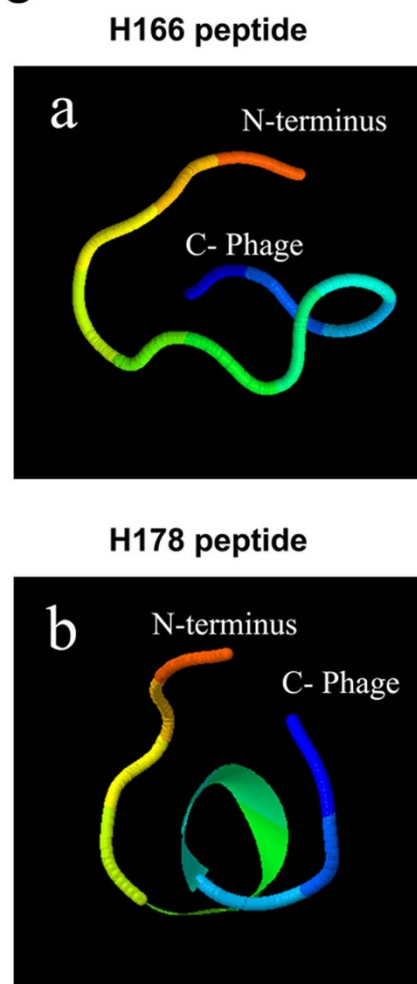 H166 peptide
a
N-terminus
C- Phage
H178 peptide
b
N-terminus
C- Phage